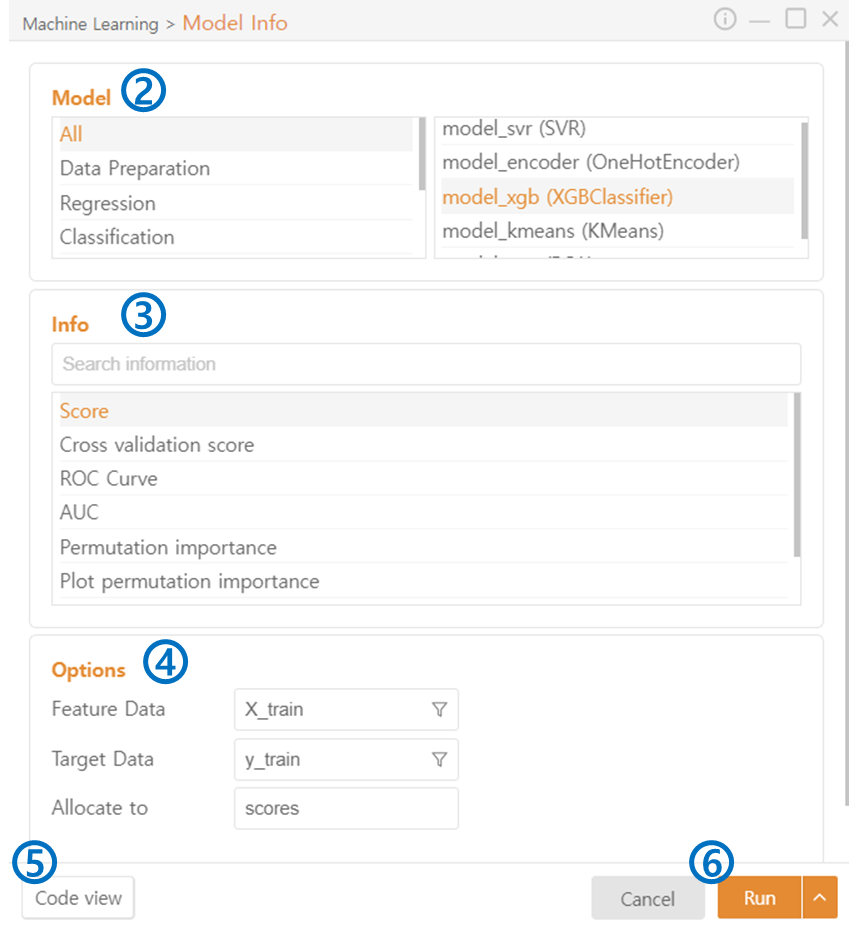 Machine Learning > Model Info
Model ②
All
Data Preparation
Regression
Classification
model_svr (SVR)
model_encoder (OneHotEncoder)
model_xgb (XGBClassifier)
model_kmeans (KMeans)
Info ③
Search information
Score
Cross validation score
ROC Curve
AUC
Permutation importance
Plot permutation importance
Options ④
Feature Data X_train
Target Data y_train
Allocate to scores
⑤ ⑥
Code view Cancel Run